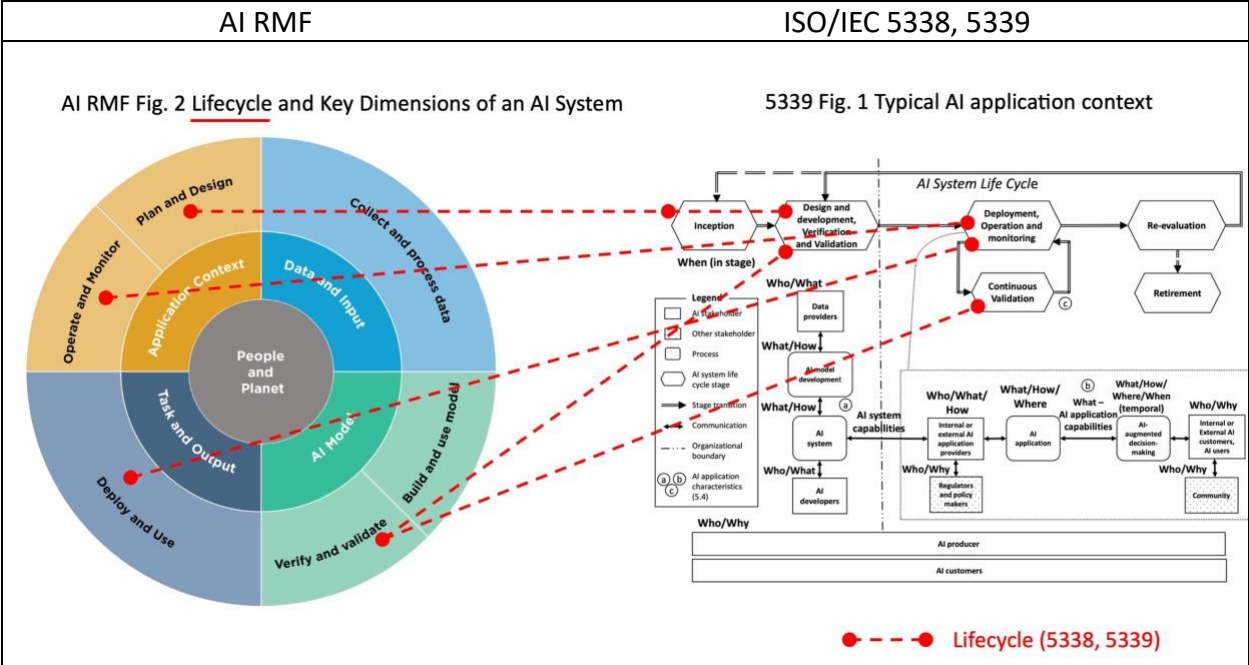 AI RMF
ISO/IEC 5338, 5339
AI RMF Fig. 2 Lifecycle and Key Dimensions of an AI System
Plan and Design
Collect and process data
Operate and Monitor
Application Context
Data and Input
People
and
Planet
Task and Output
AI Model
Build and use model
Deploy and Use
Verify and validate
5339 Fig. 1 Typical AI application context
AI System Life Cycle
Inception
Design and
development,
Verification
and Validation
Deployment,
Operation and
monitoring
Re-evaluation
When (in stage)
Continuous
Validation
c
Retirement
Legend
AI stakeholder
Other stakeholder
Process
AI system life
cycle stage
Stage transition
Communication
Organizational
boundary
a b
c
AI application
characteristics
(5.4)
Who/What
Data
providers
What/How
AI model
development
What/How
a
AI
system
Who/What
AI
developers
AI system
capabilities
Who/What/
How
Internal or
external AI
application
providers
Who/Why
Regulators
and policy
makers
What/How/
Where
AI
application
b
What –
AI application
capabilities
What/How/
Where/When
(temporal)
AI-
augmented
decision-
making
Who/Why
Internal or
External AI
customers,
AI users
Who/Why
Community
Who/Why
AI producer
AI customers
Lifecycle (5338, 5339)